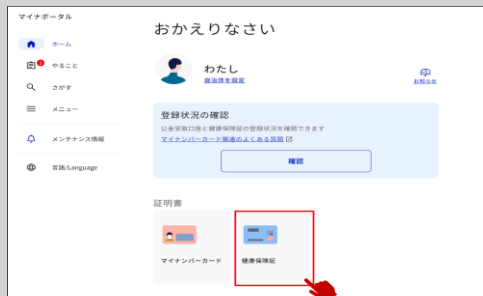 マイナポータル
ホーム
2
やること
さがす
メニュー
メンテナンス情報
言語/Language
おかえりなさい
わたし
自治体を設定
お知らせ
登録状況の確認
公金受取口座と健康保険証の登録状況を確認できます
マイナンバーカード関連のよくある質問
確認
証明書
マイナンバーカード
健康保険証